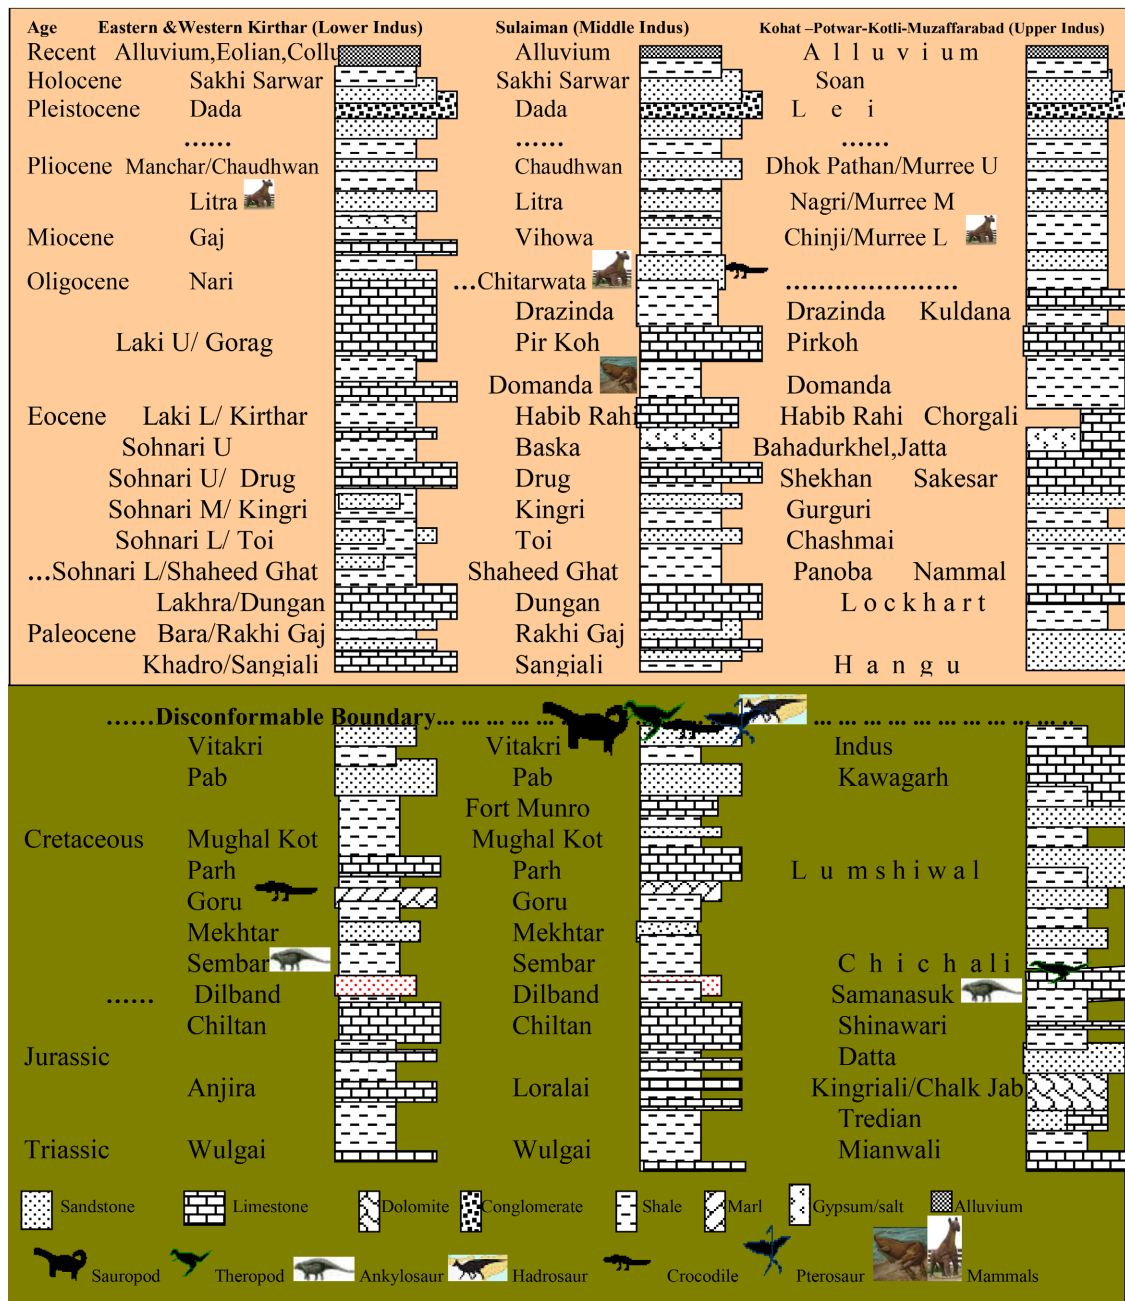 Age Eastern &Western Kirthar (Lower Indus) Sulaiman (Middle Indus) Kohat –Potwar-Kotli-Muzaffarabad (Upper Indus)
Recent Alluvium,Eolian,Collu Alluvium A l l u v i u m
Holocene Sakhi Sarwar Sakhi Sarwar Soan
Pleistocene Dada Dada L e i
...... ...... ......
Pliocene Manchar/Chaudhwan Chaudhwan Dhok Pathan/Murree U
Litra Litra Nagri/Murree M
Miocene Gaj Vihowa Chinji/Murree L
Oligocene Nari ...Chitarwata .....................
Drazinda Drazinda Kuldana
Laki U/ Gorag Pir Koh Pirkoh
Domanda Domanda
Eocene Laki L/ Kirthar Habib Rahi Habib Rahi Chorgali
Sohnari U Baska Bahadurkhel,Jatta
Sohnari U/ Drug Drug Shekhan Sakesar
Sohnari M/ Kingri Kingri Gurguri
Sohnari L/ Toi Toi Chashmai
...Sohnari L/Shaheed Ghat Shaheed Ghat Panoba Nammal
Lakhra/Dungan Dungan L o c k h a r t
Paleocene Bara/Rakhi Gaj Rakhi Gaj
Khadro/Sangiali Sangiali H a n g u
......Disconformable Boundary... ... ... ... ... ... ... ... ... ... ... ... ... ... ... ..
Vitakri Vitakri Indus
Pab Pab Kawagarh
Fort Munro
Cretaceous Mughal Kot Mughal Kot
Parh Parh L u m s h i w a l
Goru Goru
Mekhtar Mekhtar
Sembar Sembar C h i c h a l i
...... Dilband Dilband Samanasuk
Chiltan Chiltan Shinawari
Jurassic Datta
Anjira Loralai Kingriali/Chalk Jab
Tredian
Triassic Wulgai Wulgai Mianwali
Sandstone Limestone Dolomite Conglomerate Shale Marl Gypsum/salt Alluvium
Sauropod Theropod Ankylosaur Hadrosaur Crocodile Pterosaur Mammals